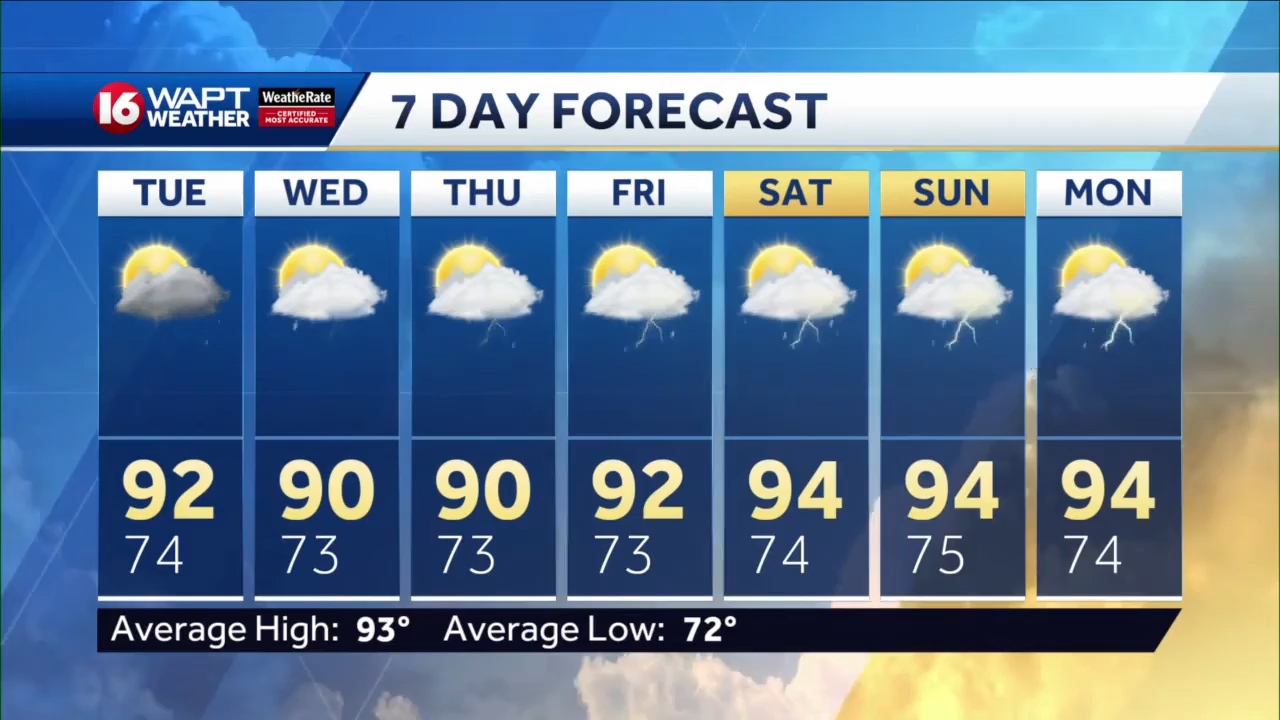 16 WAPT WEATHER
WeatheRate
CERTIFIED
MOST ACCURATE
7 DAY FORECAST
TUE WED THU FRI SAT SUN MON
92 90 90 92 94 94 94
74 73 73 73 74 75 74
Average High: 93° Average Low: 72°